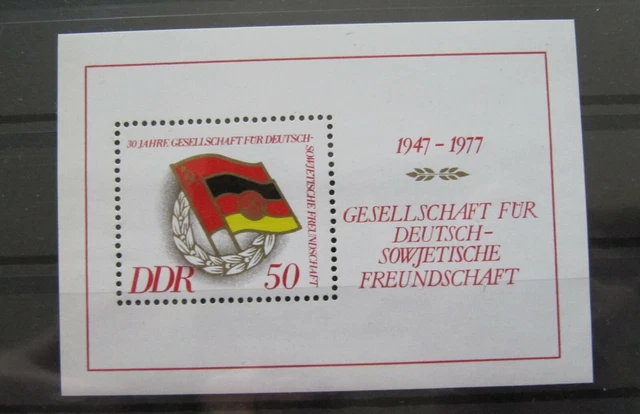 30 JAHRE GESELLSCHAFT FÜR DEUTSCH-
SOWJETISCHE FREUNDSCHAFT
DDR 50
1947 - 1977
GESELLSCHAFT FÜR
DEUTSCH-
SOWJETISCHE
FREUNDSCHAFT